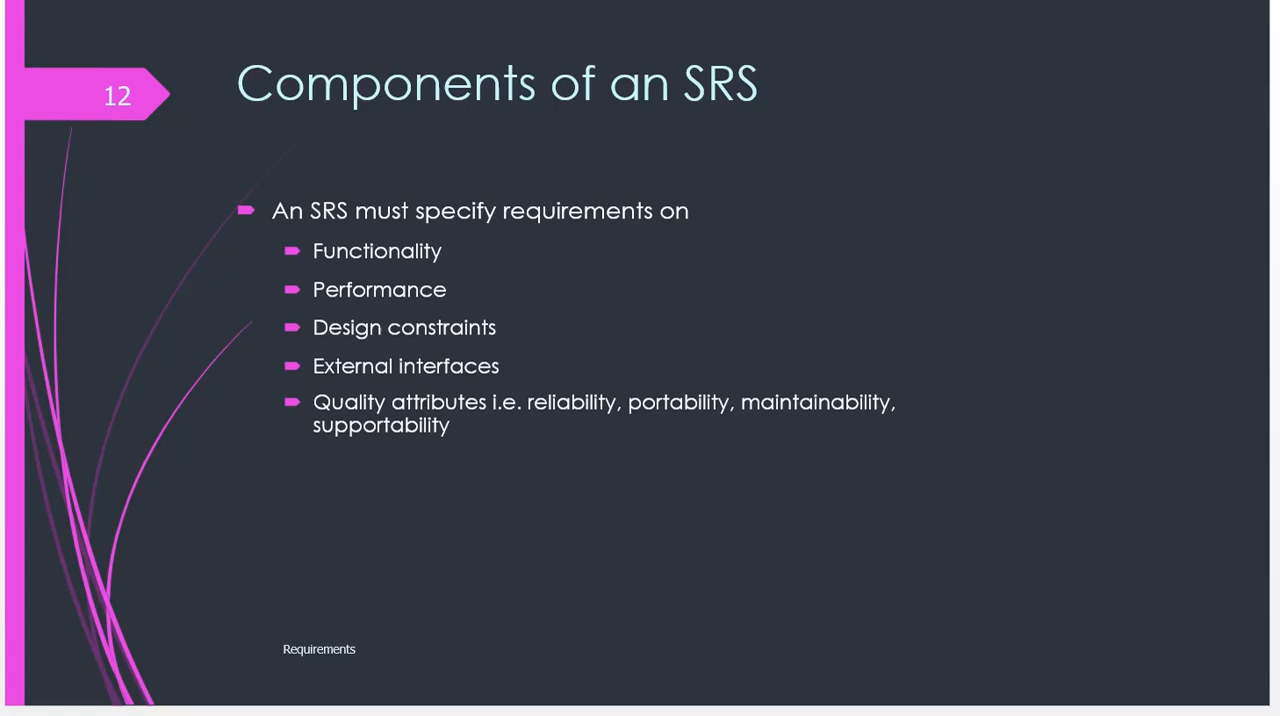 12
Components of an SRS
An SRS must specify requirements on
Functionality
Performance
Design constraints
External interfaces
Quality attributes i.e. reliability, portability, maintainability,
supportability
Requirements